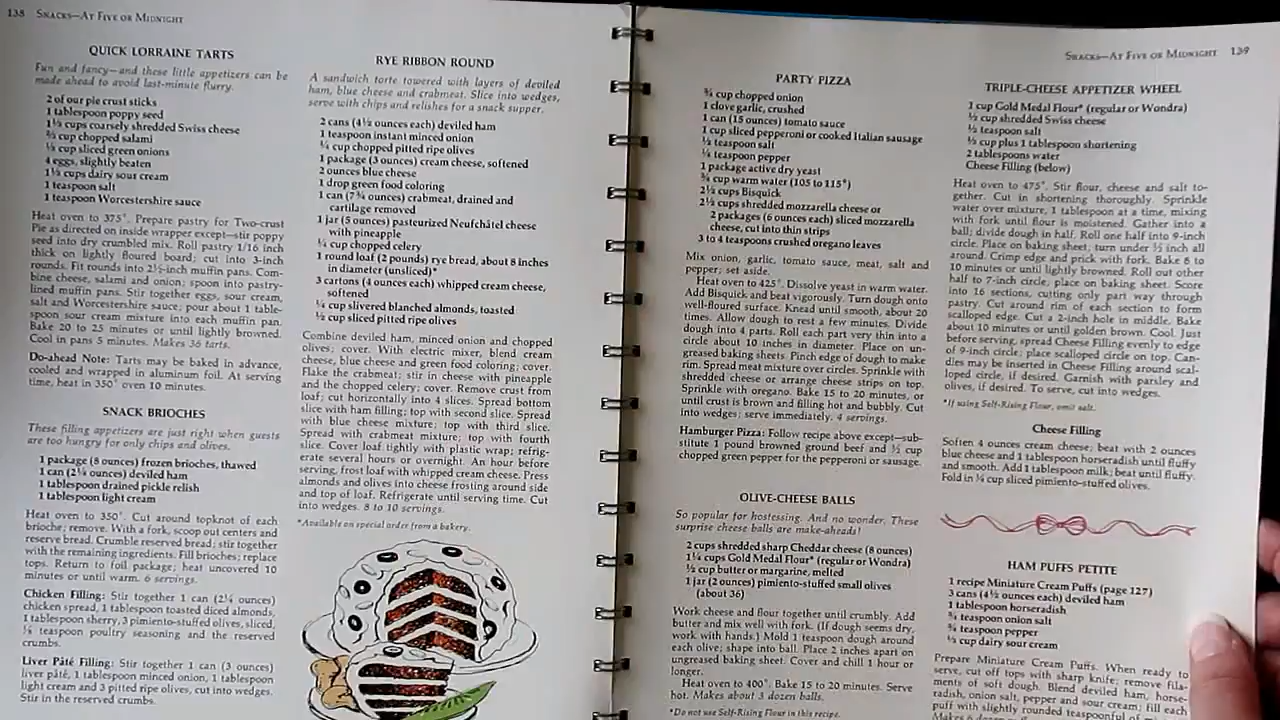 138 SNACKS—AT FIVE OR MIDNIGHT
QUICK LORRAINE TARTS
Fun and fancy—and these little appetizers can be
made ahead to avoid last-minute flurry.
2 of our pie crust sticks
1 tablespoon poppy seed
1⅓ cups coarsely shredded Swiss cheese
⅔ cup chopped salami
⅓ cup sliced green onions
4 eggs, slightly beaten
1⅓ cups dairy sour cream
1 teaspoon salt
1 teaspoon Worcestershire sauce
Heat oven to 375°. Prepare pastry for Two-crust
Pie as directed on inside wrapper except—stir poppy
seed into dry crumbled mix. Roll pastry 1/16 inch
thick on lightly floured board; cut into 3-inch
rounds. Fit rounds into 2½-inch muffin pans. Com-
bine cheese, salami and onion; spoon into pastry-
lined muffin pans. Stir together eggs, sour cream,
salt and Worcestershire sauce; pour about 1 table-
spoon sour cream mixture into each muffin pan.
Bake 20 to 25 minutes or until lightly browned.
Cool in pans 5 minutes. Makes 36 tarts.
Do-ahead Note: Tarts may be baked in advance,
cooled and wrapped in aluminum foil. At serving
time, heat in 350° oven 10 minutes.
SNACK BRIOCHES
These filling appetizers are just right when guests
are too hungry for only chips and olives.
1 package (8 ounces) frozen brioches, thawed
1 can (2¼ ounces) deviled ham
1 tablespoon drained pickle relish
1 tablespoon light cream
Heat oven to 350°. Cut around topknot of each
brioche; remove. With a fork, scoop out centers and
reserve bread. Crumble reserved bread; stir together
with the remaining ingredients. Fill brioches; replace
tops. Return to foil package; heat uncovered 10
minutes or until warm. 6 servings.
Chicken Filling: Stir together 1 can (2¼ ounces)
chicken spread, 1 tablespoon toasted diced almonds,
1 tablespoon sherry, 3 pimiento-stuffed olives, sliced,
⅛ teaspoon poultry seasoning and the reserved
crumbs.
Liver Pâté Filling: Stir together 1 can (3 ounces)
liver pâté, 1 tablespoon minced onion, 1 tablespoon
light cream and 3 pitted ripe olives, cut into wedges.
Stir in the reserved crumbs.
RYE RIBBON ROUND
A sandwich torte towered with layers of deviled
ham, blue cheese and crabmeat. Slice into wedges,
serve with chips and relishes for a snack supper.
2 cans (4½ ounces each) deviled ham
1 teaspoon instant minced onion
¼ cup chopped pitted ripe olives
1 package (3 ounces) cream cheese, softened
2 ounces blue cheese
1 drop green food coloring
1 can (7¾ ounces) crabmeat, drained and
cartilage removed
1 jar (5 ounces) pasteurized Neufchâtel cheese
with pineapple
¼ cup chopped celery
1 round loaf (2 pounds) rye bread, about 8 inches
in diameter (unsliced)*
3 cartons (4 ounces each) whipped cream cheese,
softened
¼ cup slivered blanched almonds, toasted
½ cup sliced pitted ripe olives
Combine deviled ham, minced onion and chopped
olives; cover. With electric mixer, blend cream
cheese, blue cheese and green food coloring; cover.
Flake the crabmeat; stir in cheese with pineapple
and the chopped celery; cover. Remove crust from
loaf; cut horizontally into 4 slices. Spread bottom
slice with ham filling; top with second slice. Spread
with blue cheese mixture; top with third slice.
Spread with crabmeat mixture; top with fourth
slice. Cover loaf tightly with plastic wrap; refrig-
erate several hours or overnight. An hour before
serving, frost loaf with whipped cream cheese. Press
almonds and olives into cheese frosting around side
and top of loaf. Refrigerate until serving time. Cut
into wedges. 8 to 10 servings.
*Available on special order from a bakery.
SNACKS—AT FIVE OR MIDNIGHT 139
PARTY PIZZA
¾ cup chopped onion
1 clove garlic, crushed
1 can (15 ounces) tomato sauce
1 cup sliced pepperoni or cooked Italian sausage
½ teaspoon salt
⅛ teaspoon pepper
1 package active dry yeast
¾ cup warm water (105 to 115°)
2½ cups Bisquick
2½ cups shredded mozzarella cheese or
2 packages (6 ounces each) sliced mozzarella
cheese, cut into thin strips
3 to 4 teaspoons crushed oregano leaves
Mix onion, garlic, tomato sauce, meat, salt and
pepper; set aside.
Heat oven to 425°. Dissolve yeast in warm water.
Add Bisquick and beat vigorously. Turn dough onto
well-floured surface. Knead until smooth, about 20
times. Allow dough to rest a few minutes. Divide
dough into 4 parts. Roll each part very thin into a
circle about 10 inches in diameter. Place on un-
greased baking sheets. Pinch edge of dough to make
rim. Spread meat mixture over circles. Sprinkle with
shredded cheese or arrange cheese strips on top.
Sprinkle with oregano. Bake 15 to 20 minutes, or
until crust is brown and filling hot and bubbly. Cut
into wedges; serve immediately. 4 servings.
Hamburger Pizza: Follow recipe above except—sub-
stitute 1 pound browned ground beef and ½ cup
chopped green pepper for the pepperoni or sausage.
OLIVE-CHEESE BALLS
So popular for hostessing. And no wonder. These
surprise cheese balls are make-aheads!
2 cups shredded sharp Cheddar cheese (8 ounces)
1¼ cups Gold Medal Flour* (regular or Wondra)
½ cup butter or margarine, melted
1 jar (2 ounces) pimiento-stuffed small olives
(about 36)
Work cheese and flour together until crumbly. Add
butter and mix well with fork. (If dough seems dry,
work with hands.) Mold 1 teaspoon dough around
each olive; shape into ball. Place 2 inches apart on
ungreased baking sheet. Cover and chill 1 hour or
longer.
Heat oven to 400°. Bake 15 to 20 minutes. Serve
hot. Makes about 3 dozen balls.
*Do not use Self-Rising Flour in this recipe.
TRIPLE-CHEESE APPETIZER WHEEL
1 cup Gold Medal Flour* (regular or Wondra)
½ cup shredded Swiss cheese
½ teaspoon salt
⅓ cup plus 1 tablespoon shortening
2 tablespoons water
Cheese Filling (below)
Heat oven to 475°. Stir flour, cheese and salt to-
gether. Cut in shortening thoroughly. Sprinkle
water over mixture, 1 tablespoon at a time, mixing
with fork until flour is moistened. Gather into a
ball; divide dough in half. Roll one half into 9-inch
circle. Place on baking sheet; turn under ½ inch all
around. Crimp edge and prick with fork. Bake 8 to
10 minutes or until lightly browned. Roll out other
half to 7-inch circle, place on baking sheet. Score
into 16 sections, cutting only part way through
pastry. Cut around rim of each section to form
scalloped edge. Cut a 2-inch hole in middle. Bake
about 10 minutes or until golden brown. Cool. Just
before serving, spread Cheese Filling evenly to edge
of 9-inch circle; place scalloped circle on top. Can-
dies may be inserted in Cheese Filling around scal-
loped circle, if desired. Garnish with parsley and
olives, if desired. To serve, cut into wedges.
*If using Self-Rising Flour, omit salt.
Cheese Filling
Soften 4 ounces cream cheese; beat with 2 ounces
blue cheese and 1 tablespoon horseradish until fluffy
and smooth. Add 1 tablespoon milk; beat until fluffy.
Fold in ¼ cup sliced pimiento-stuffed olives.
HAM PUFFS PETITE
1 recipe Miniature Cream Puffs (page 127)
3 cans (4½ ounces each) deviled ham
1 tablespoon horseradish
¾ teaspoon onion salt
¾ teaspoon pepper
⅓ cup dairy sour cream
Prepare Miniature Cream Puffs. When ready to
serve, cut off tops with sharp knife; remove fila-
ments of soft dough. Blend deviled ham, horse-
radish, onion salt, pepper and sour cream; fill each
puff with slightly rounded teaspoonful